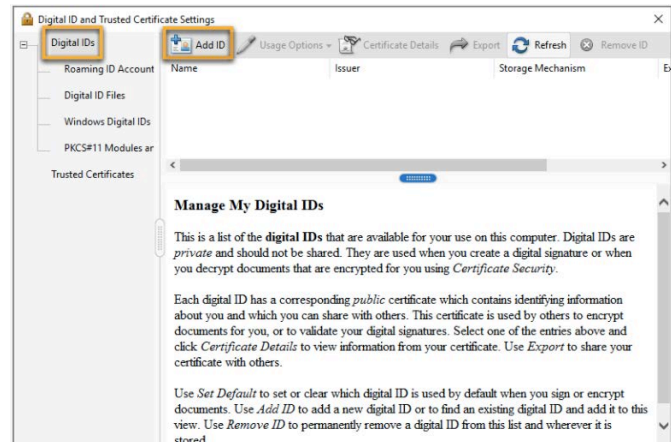 Digital ID and Trusted Certificate Settings
Digital IDs
Add ID Usage Options Certificate Details Export Refresh Remove ID
Name Issuer Storage Mechanism
Roaming ID Account
Digital ID Files
Windows Digital IDs
PKCS#11 Modules ar
Trusted Certificates
Manage My Digital IDs
This is a list of the digital IDs that are available for your use on this computer. Digital IDs are
private and should not be shared. They are used when you create a digital signature or when
you decrypt documents that are encrypted for you using Certificate Security.
Each digital ID has a corresponding public certificate which contains identifying information
about you and which you can share with others. This certificate is used by others to encrypt
documents for you, or to validate your digital signatures. Select one of the entries above and
click Certificate Details to view information from your certificate. Use Export to share your
certificate with others.
Use Set Default to set or clear which digital ID is used by default when you sign or encrypt
documents. Use Add ID to add a new digital ID or to find an existing digital ID and add it to this
view. Use Remove ID to permanently remove a digital ID from this list and wherever it is
stored